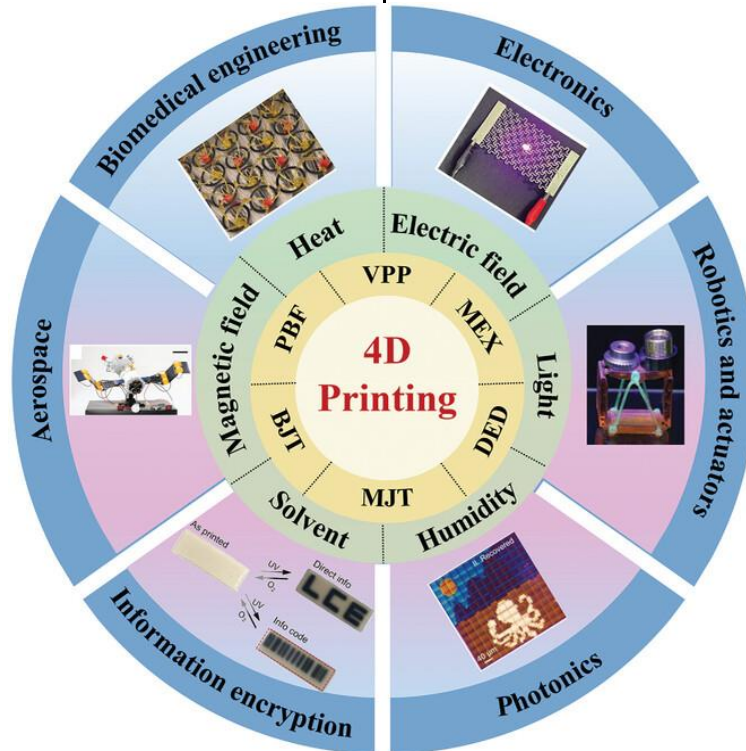 Biomedical engineering
Electronics
Robotics and actuators
Photonics
Information encryption
Aerospace
Heat
Electric field
Light
Humidity
Solvent
Magnetic field
VPP
MEX
DED
MJT
BJT
PBF
4D
Printing
As printed
UV
O₂
Direct info
LCE
UV
O₂
Info code
II. Recovered
40 μm